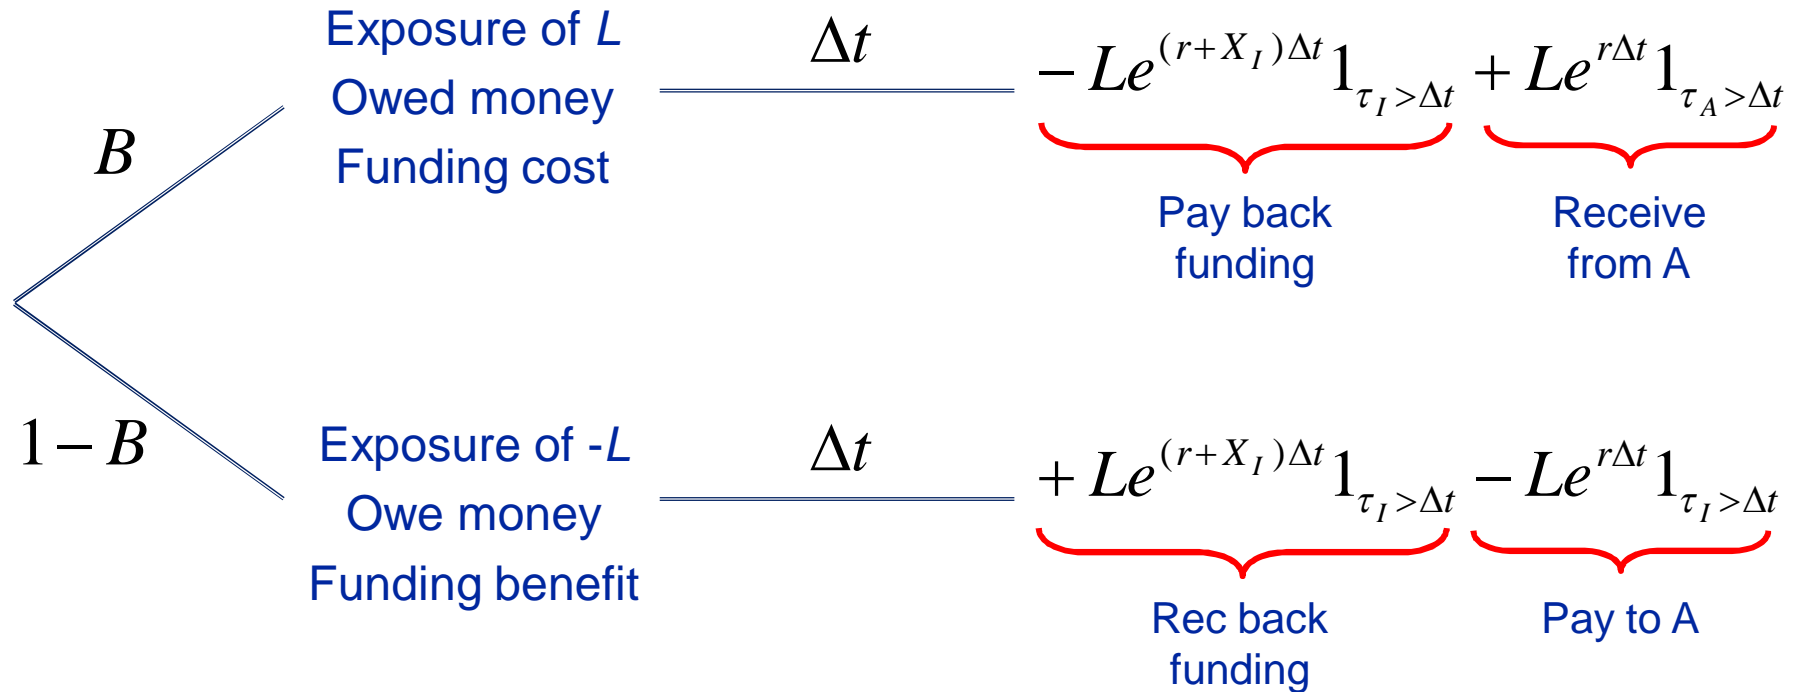 Exposure of L
Owed money
Funding cost
B
Δt
− Le^{(r+X_I)Δt} 1_{τ_I>Δt} + Le^{rΔt} 1_{τ_A>Δt}
Pay back
funding
Receive
from A
1 − B
Exposure of -L
Owe money
Funding benefit
Δt
+ Le^{(r+X_I)Δt} 1_{τ_I>Δt} − Le^{rΔt} 1_{τ_I>Δt}
Rec back
funding
Pay to A